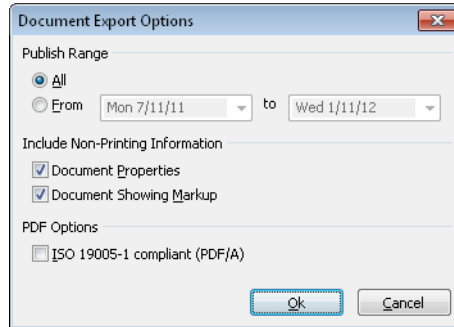 Document Export Options
Publish Range
All
From Mon 7/11/11 to Wed 1/11/12
Include Non-Printing Information
Document Properties
Document Showing Markup
PDF Options
ISO 19005-1 compliant (PDF/A)
Ok Cancel